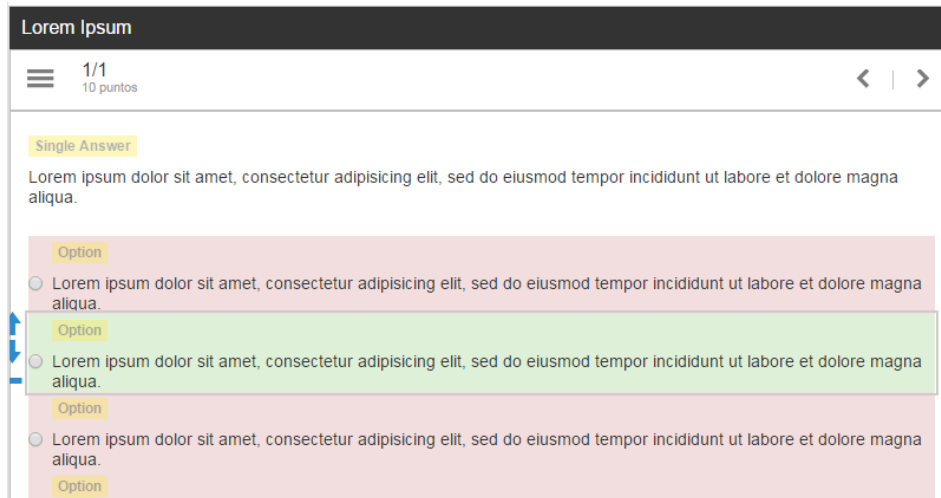 Lorem Ipsum
1/1
10 puntos
Single Answer
Lorem ipsum dolor sit amet, consectetur adipisicing elit, sed do eiusmod tempor incididunt ut labore et dolore magna
aliqua.
Option
Lorem ipsum dolor sit amet, consectetur adipisicing elit, sed do eiusmod tempor incididunt ut labore et dolore magna
aliqua.
Option
Lorem ipsum dolor sit amet, consectetur adipisicing elit, sed do eiusmod tempor incididunt ut labore et dolore magna
aliqua.
Option
Lorem ipsum dolor sit amet, consectetur adipisicing elit, sed do eiusmod tempor incididunt ut labore et dolore magna
aliqua.
Option